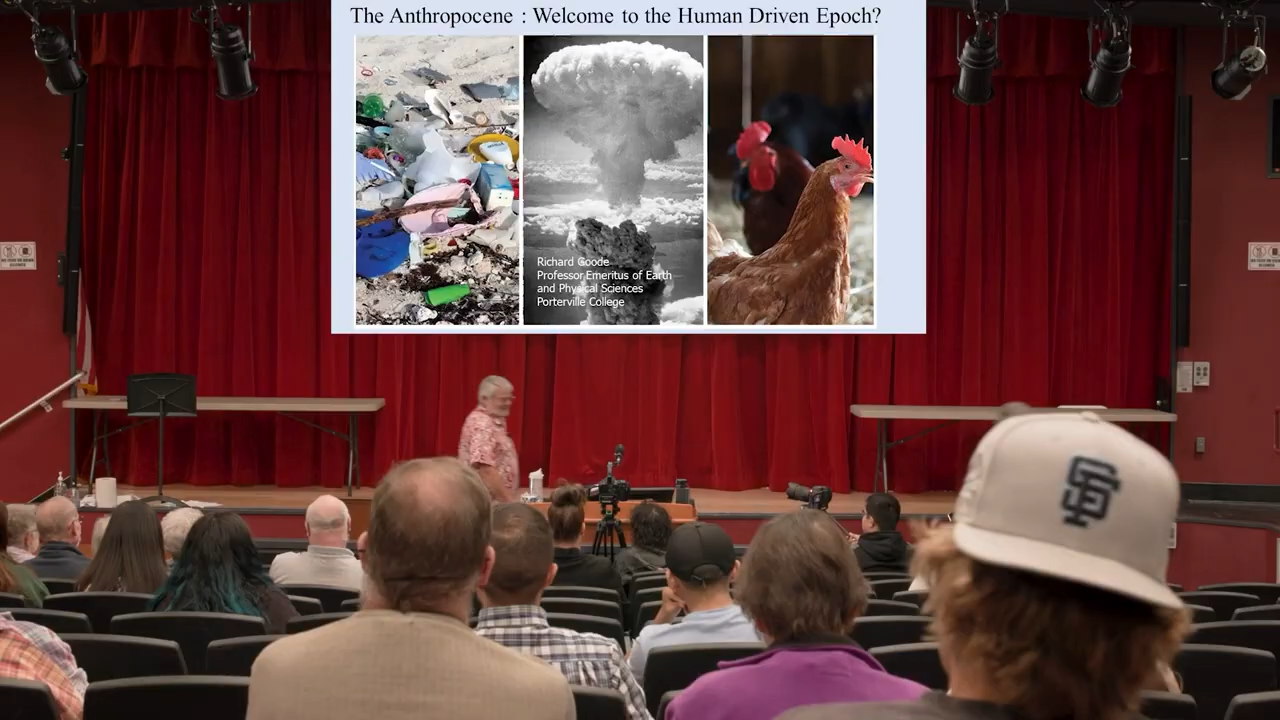 The Anthropocene : Welcome to the Human Driven Epoch?
Richard Goode
Professor Emeritus of Earth
and Physical Sciences
Porterville College
SF